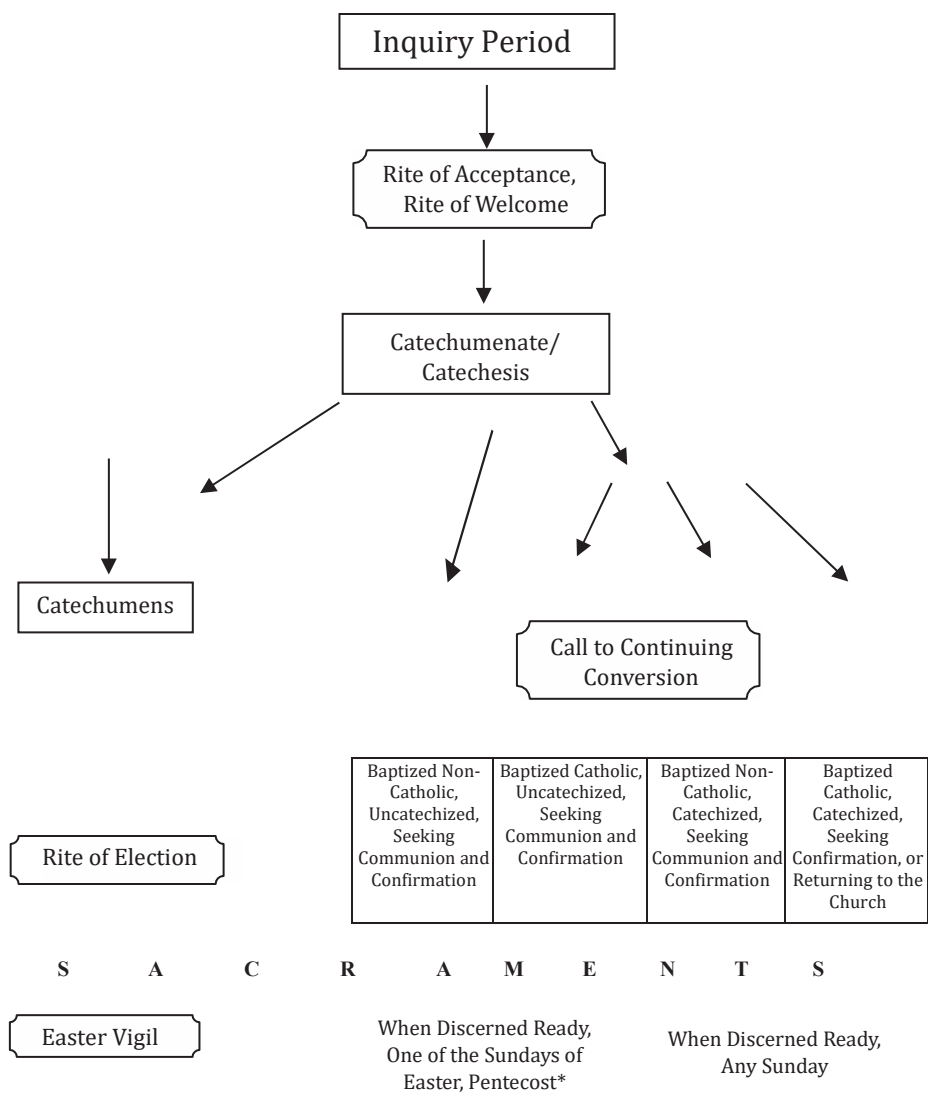 Inquiry Period
Rite of Acceptance,
Rite of Welcome
Catechumenate/
Catechesis
Catechumens
Call to Continuing
Conversion
Baptized Non-
Catholic,
Uncatechized,
Seeking
Communion and
Confirmation
Baptized Catholic,
Uncatechized,
Seeking
Communion and
Confirmation
Baptized Non-
Catholic,
Catechized,
Seeking
Communion and
Confirmation
Baptized
Catholic,
Catechized,
Seeking
Confirmation, or
Returning to the
Church
Rite of Election
S A C R A M E N T S
Easter Vigil
When Discerned Ready,
One of the Sundays of
Easter, Pentecost*
When Discerned Ready,
Any Sunday